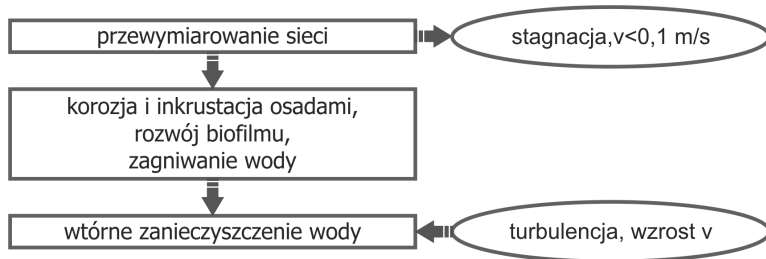 przewymiarowanie sieci
stagnacja,v<0,1 m/s
korozja i inkrustacja osadami,
rozwój biofilmu,
zagniwanie wody
wtórne zanieczyszczenie wody
turbulencja, wzrost v